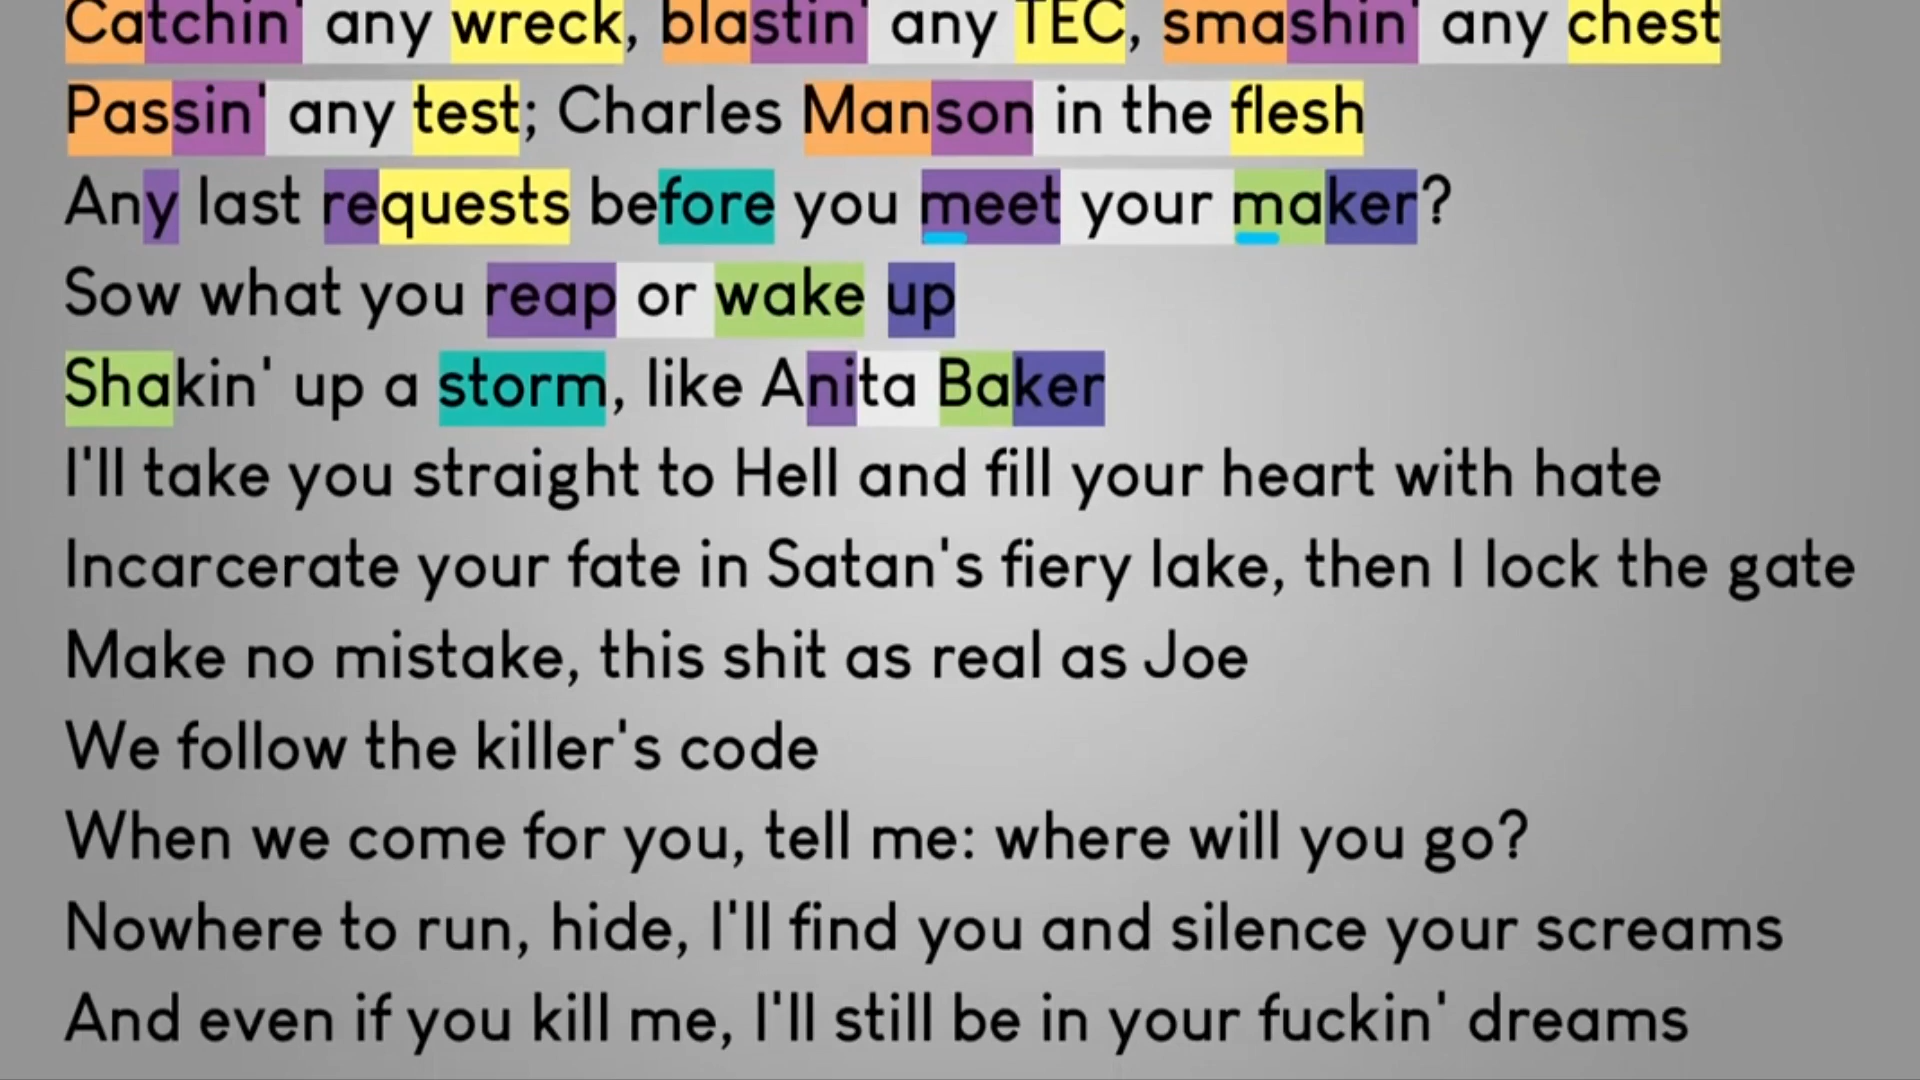 Catchin' any wreck, blastin' any TEC, smashin' any chest
Passin' any test; Charles Manson in the flesh
Any last requests before you meet your maker?
Sow what you reap or wake up
Shakin' up a storm, like Anita Baker
I'll take you straight to Hell and fill your heart with hate
Incarcerate your fate in Satan's fiery lake, then I lock the gate
Make no mistake, this shit as real as Joe
We follow the killer's code
When we come for you, tell me: where will you go?
Nowhere to run, hide, I'll find you and silence your screams
And even if you kill me, I'll still be in your fuckin' dreams